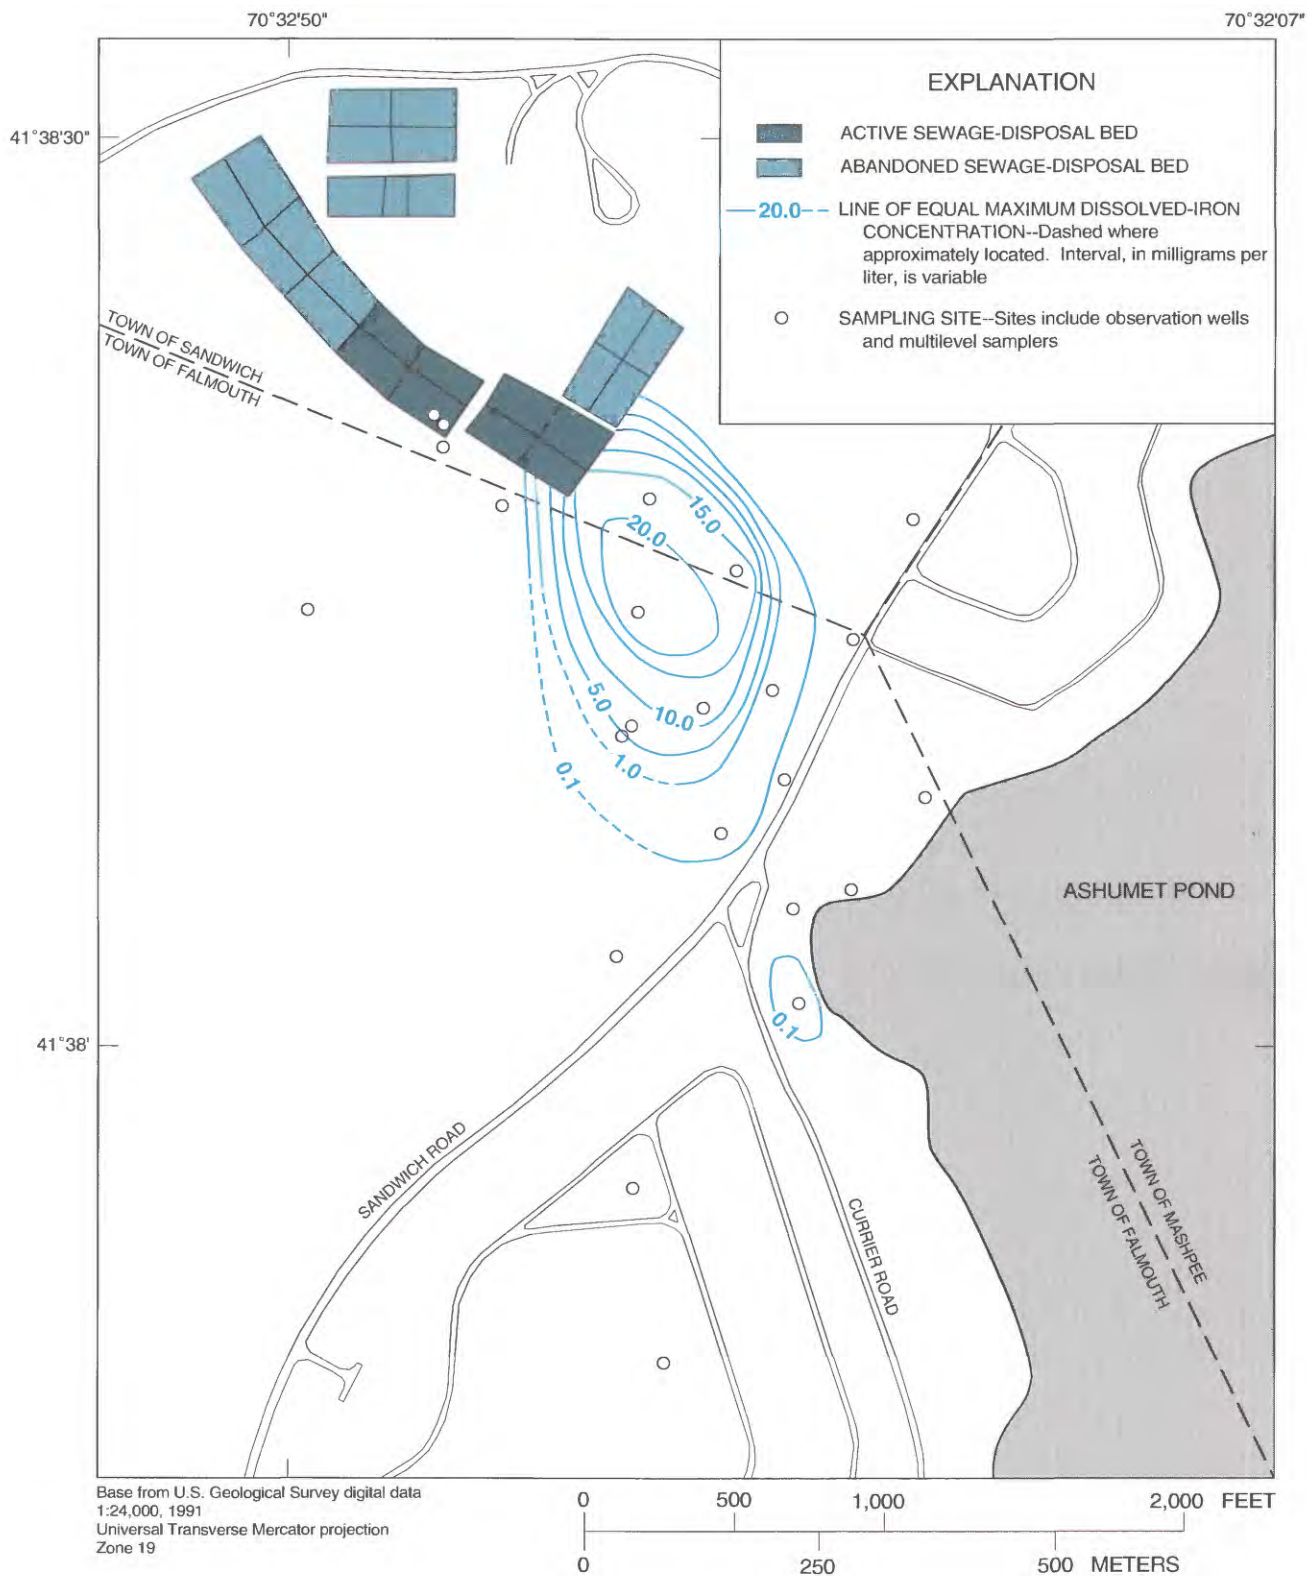 70°32'50"
70°32'07"
41°38'30"
EXPLANATION
ACTIVE SEWAGE-DISPOSAL BED
ABANDONED SEWAGE-DISPOSAL BED
20.0
LINE OF EQUAL MAXIMUM DISSOLVED-IRON
CONCENTRATION--Dashed where
approximately located. Interval, in milligrams per
liter, is variable
SAMPLING SITE--Sites include observation wells
and multilevel samplers
TOWN OF SANDWICH
TOWN OF FALMOUTH
15.0
20.0
5.0
10.0
1.0
0.1
ASHUMET POND
0.1
41°38'
SANDWICH ROAD
CURRIER ROAD
TOWN OF MASHPEE
TOWN OF FALMOUTH
Base from U.S. Geological Survey digital data
1:24,000, 1991
Universal Transverse Mercator projection
Zone 19
0 500 1,000 2,000 FEET
0 250 500 METERS